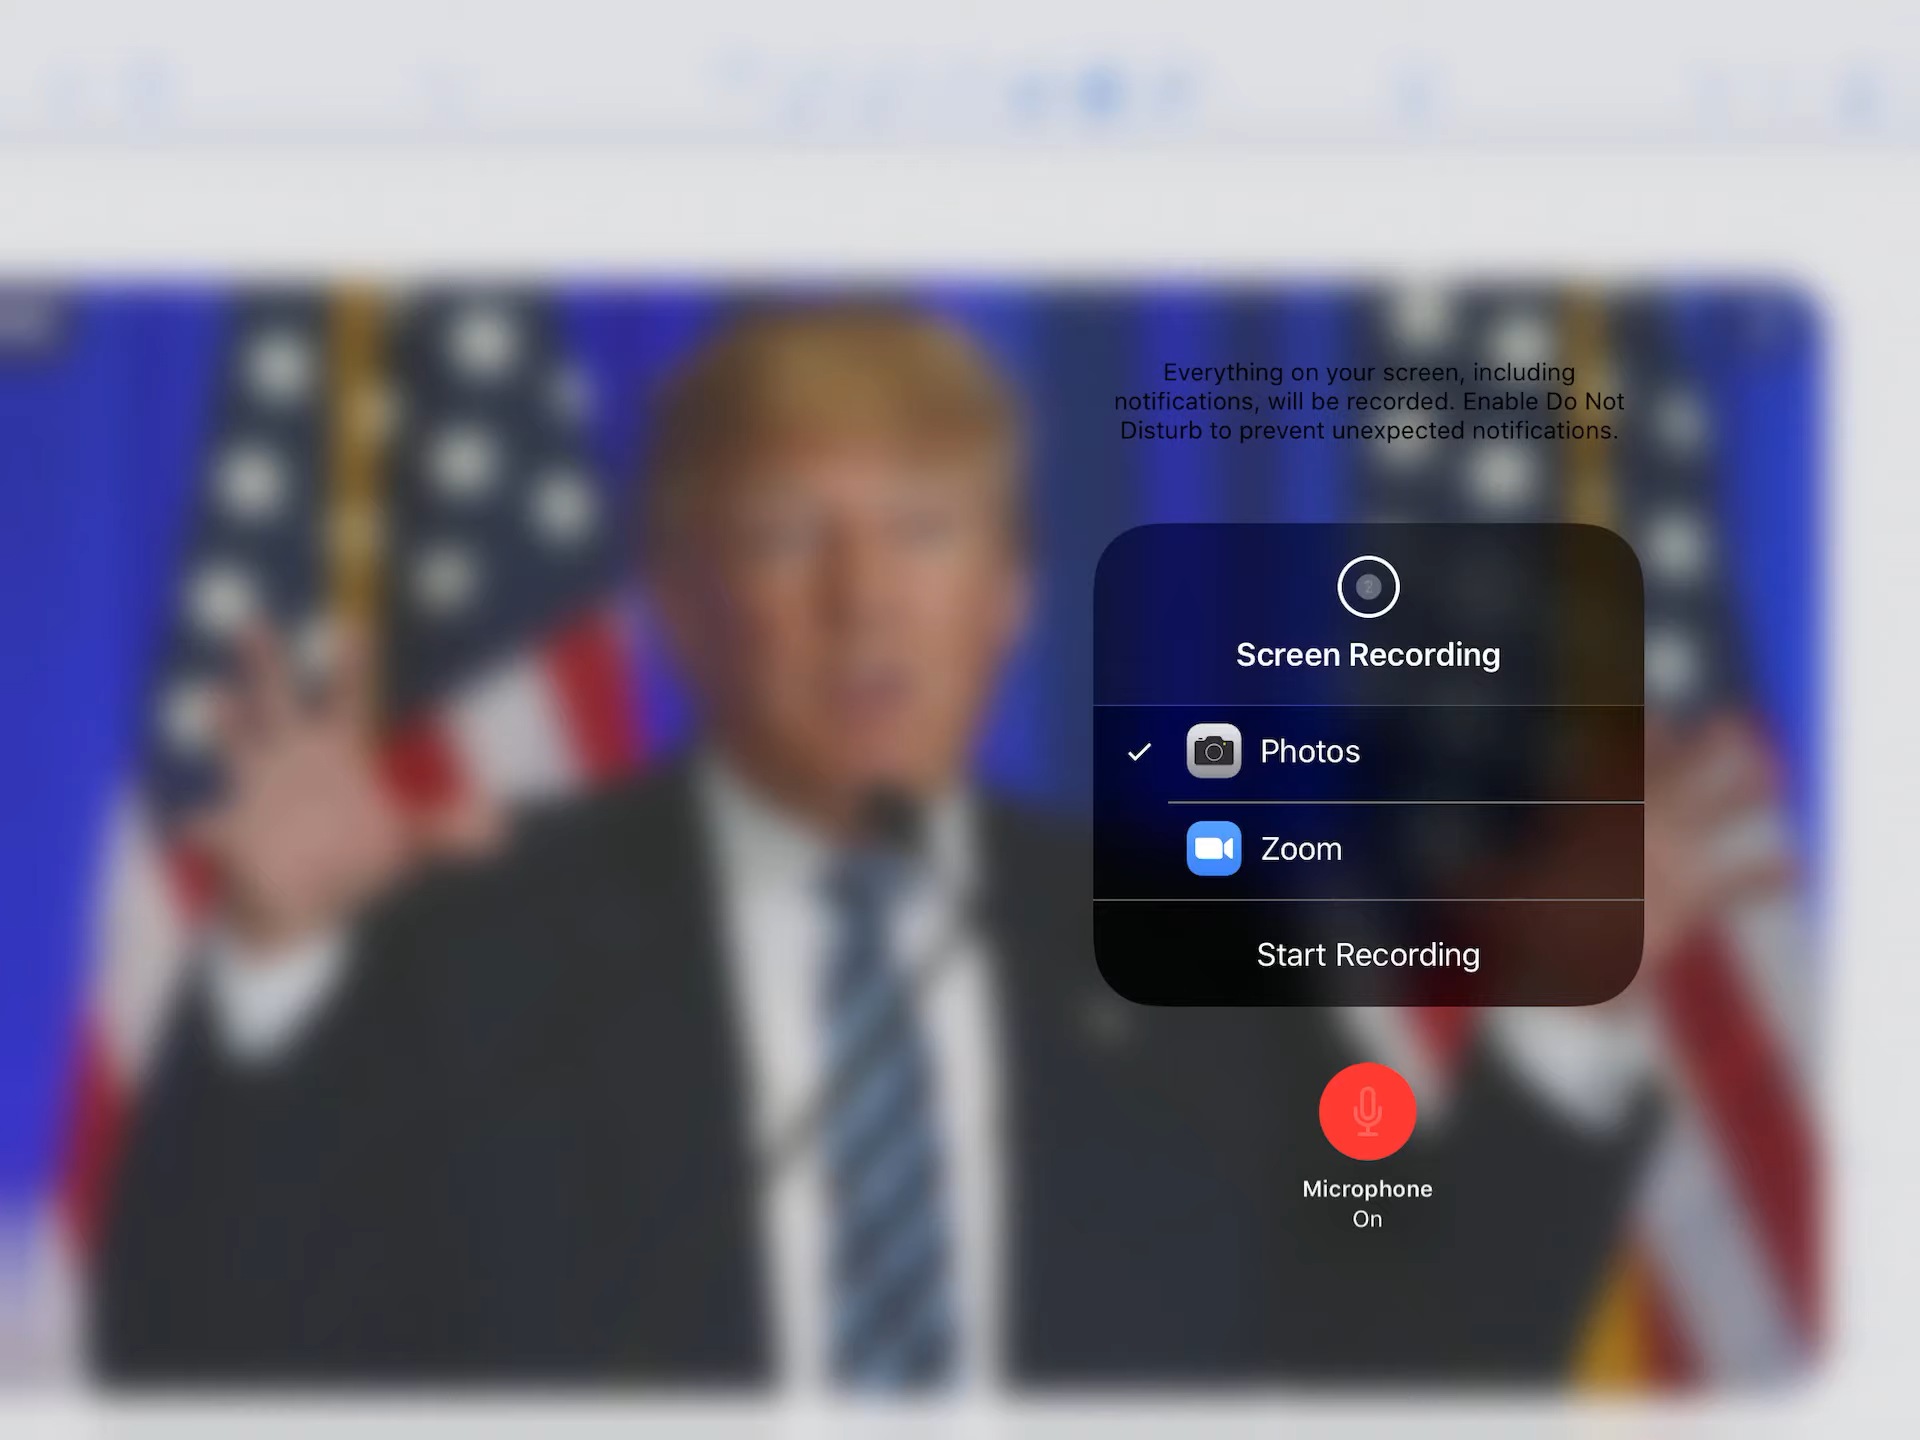 Everything on your screen, including
notifications, will be recorded. Enable Do Not
Disturb to prevent unexpected notifications.
Screen Recording
Photos
Zoom
Start Recording
Microphone
On